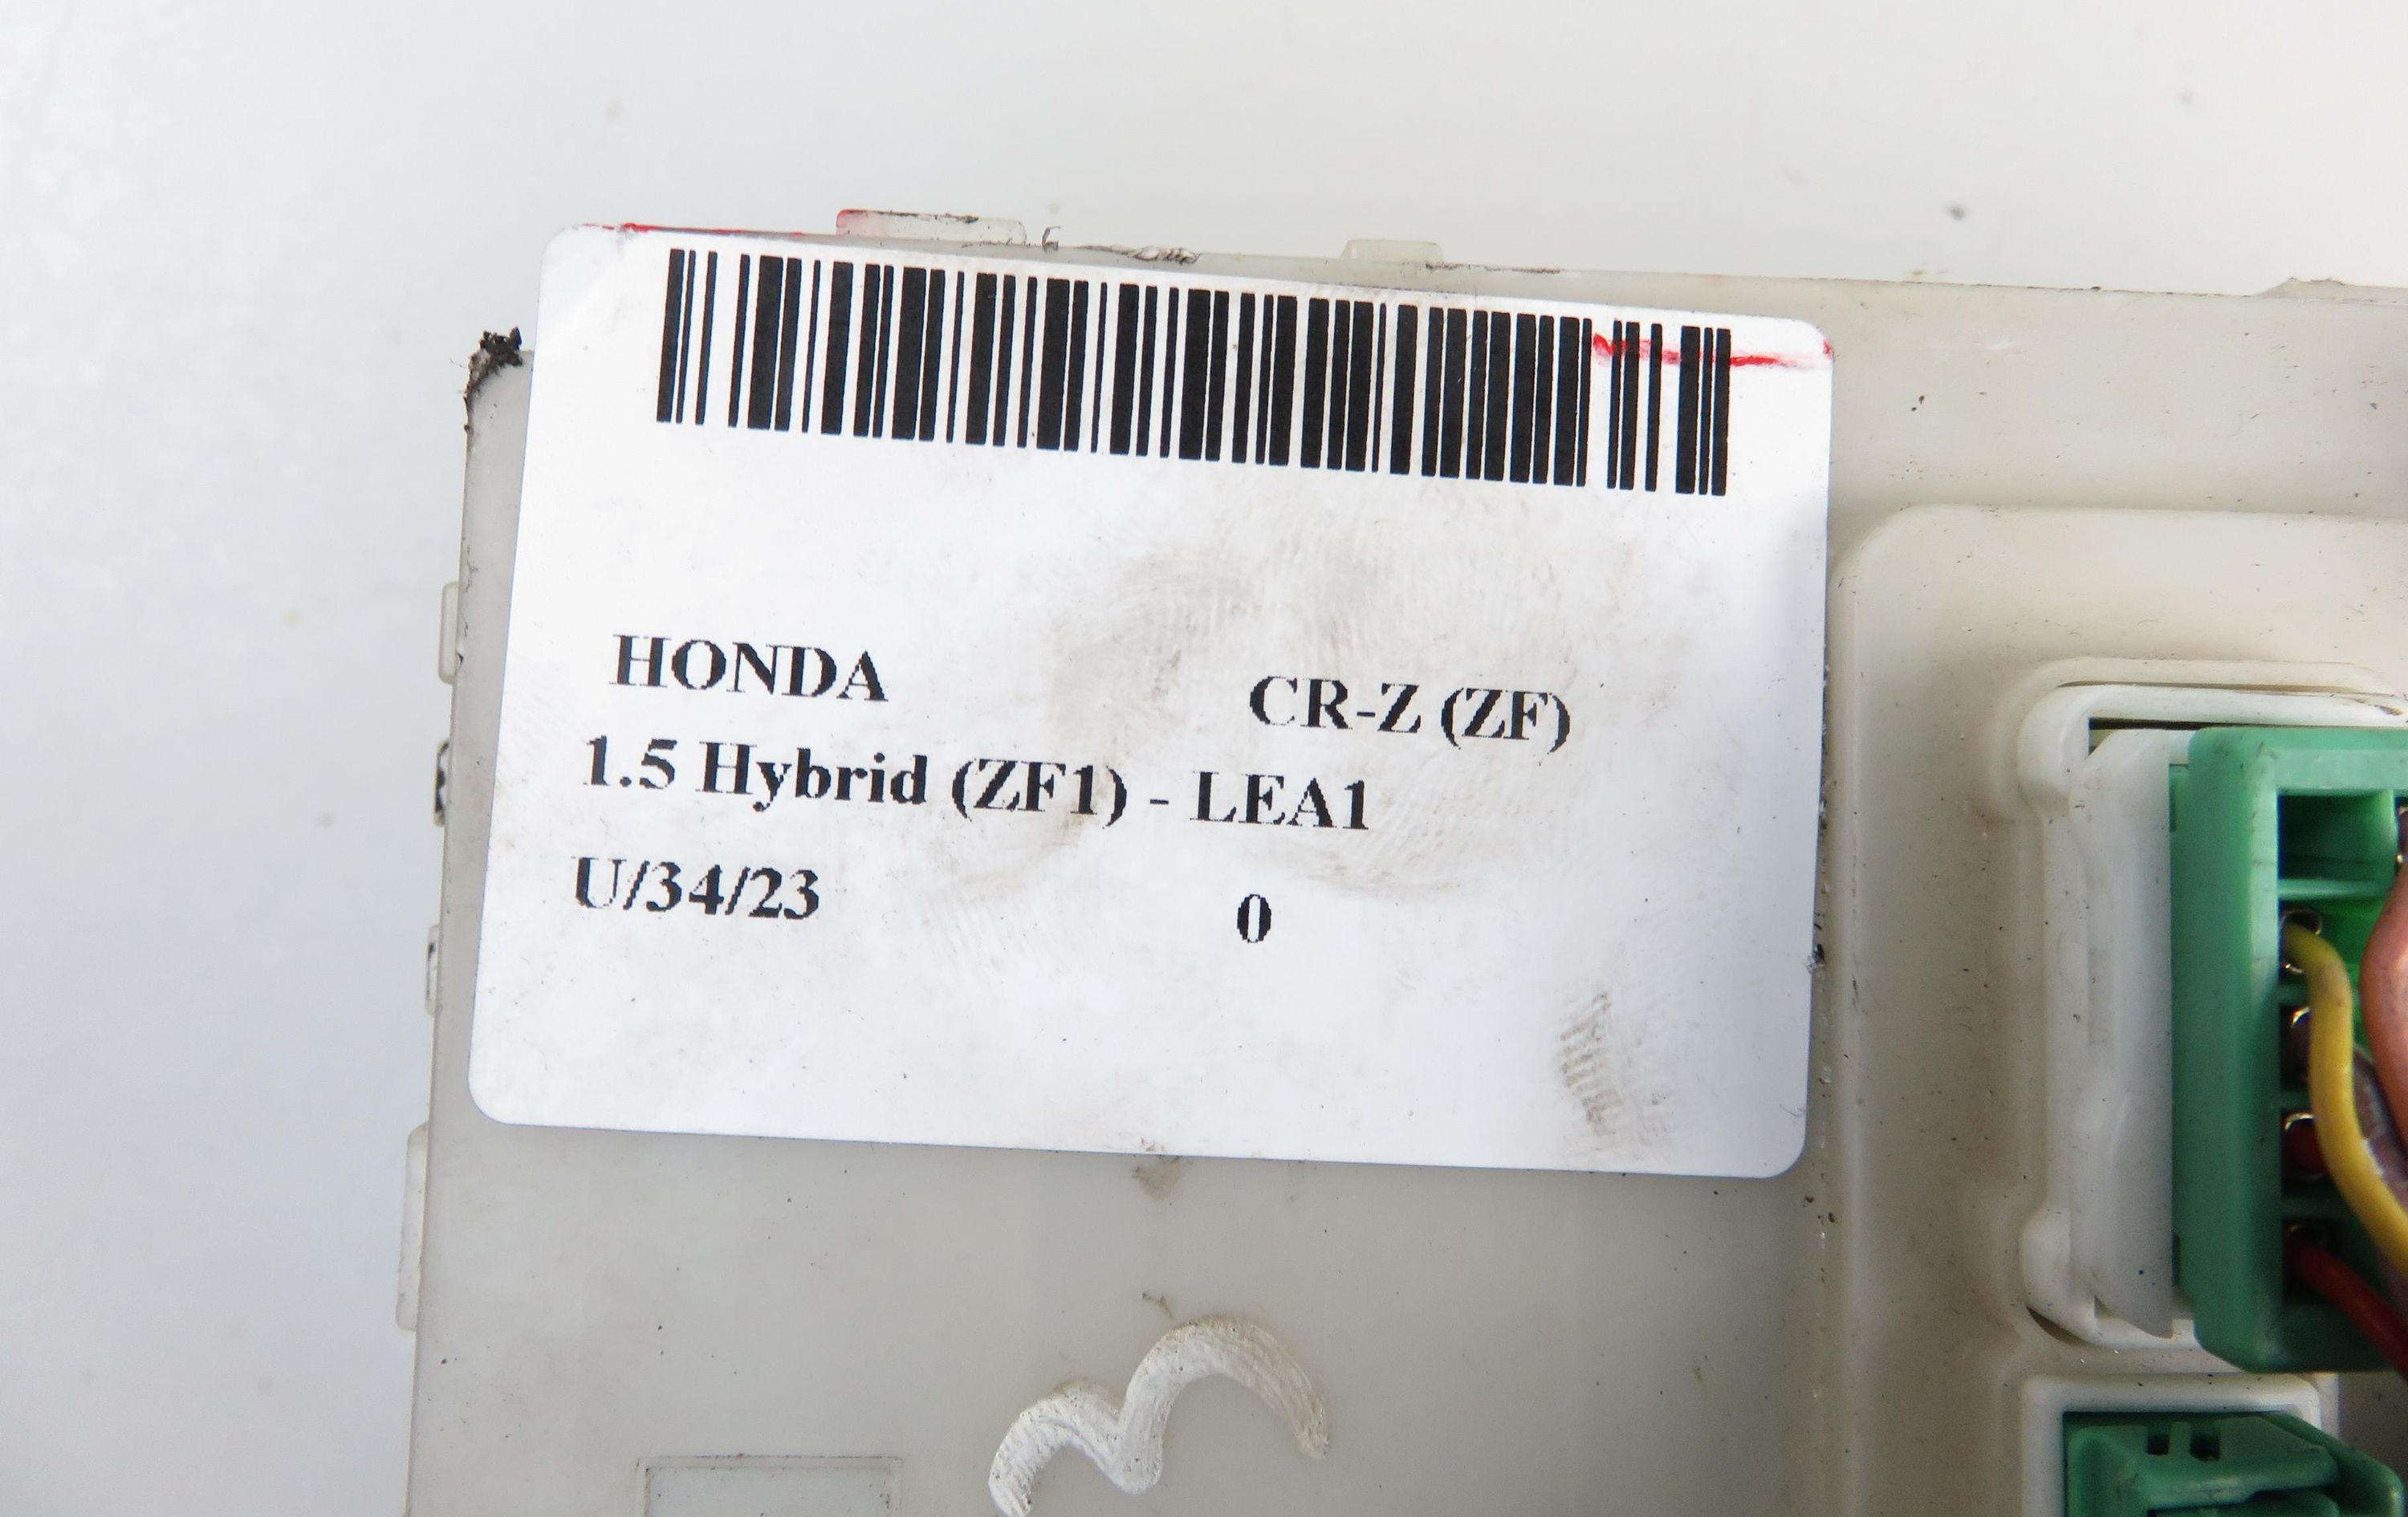 HONDA CR-Z (ZF)
1.5 Hybrid (ZF1) - LEA1
U/34/23 0